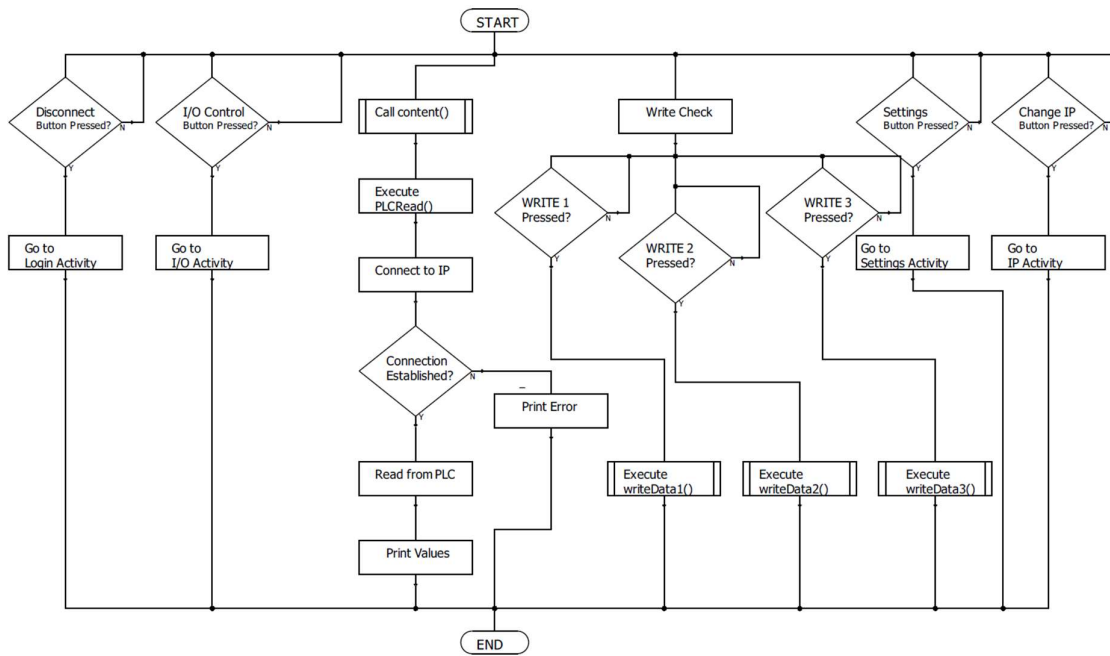 START
Disconnect
Button Pressed?
N
Y
I/O Control
Button Pressed?
N
Y
Call content()
Write Check
Settings
Button Pressed?
N
Y
Change IP
Button Pressed?
N
Y
Execute
PLCRead()
WRITE 1
Pressed?
N
Y
WRITE 2
Pressed?
N
Y
WRITE 3
Pressed?
N
Y
Go to
Login Activity
Go to
I/O Activity
Connect to IP
Go to
Settings Activity
Go to
IP Activity
Connection
Established?
N
Y
Print Error
Read from PLC
Execute
writeData1()
Execute
writeData2()
Execute
writeData3()
Print Values
END